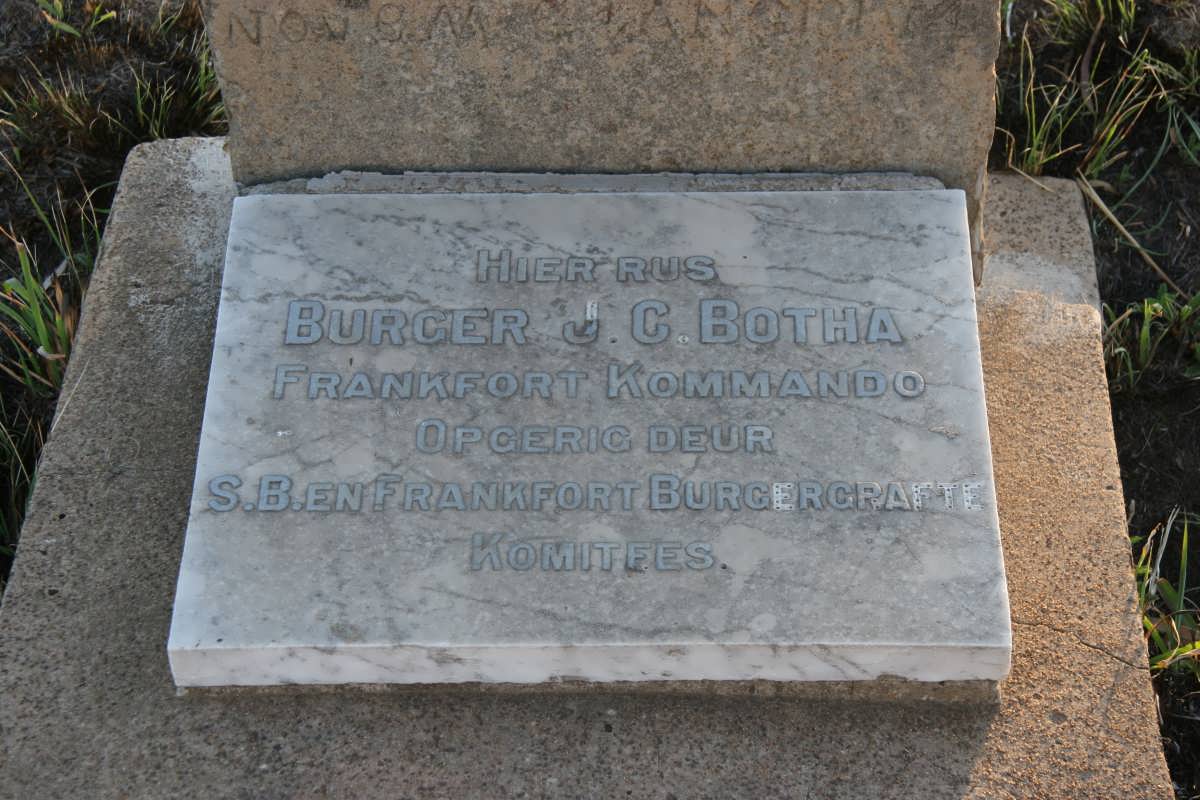 HIER RUS
BURGER J. C. BOTHA
FRANKFORT KOMMANDO
OPGERIG DEUR
S.B. EN FRANKFORT BURGERGRAFTE
KOMITEES